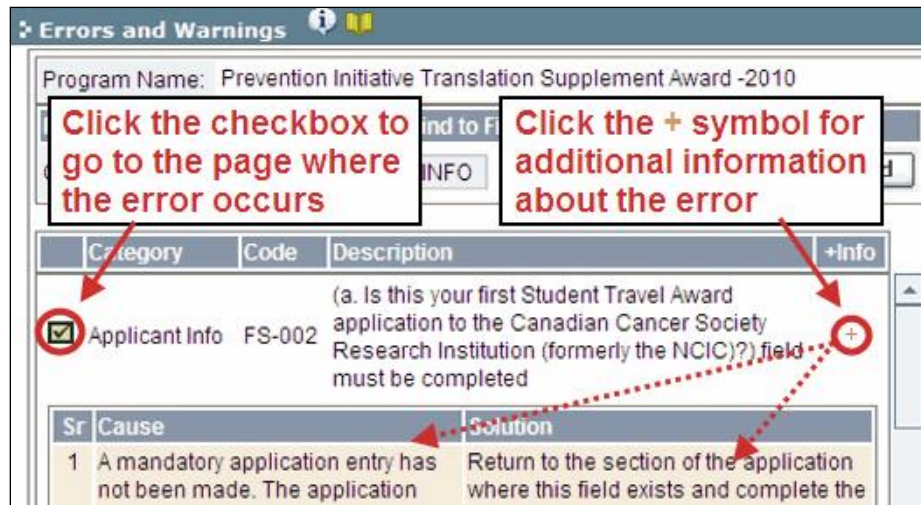 Errors and Warnings
Program Name: Prevention Initiative Translation Supplement Award -2010
Click the checkbox to
go to the page where
the error occurs
Click the + symbol for
additional information
about the error
ind to
INFO
Category Code Description +Info
Applicant Info FS-002 (a. Is this your first Student Travel Award
application to the Canadian Cancer Society
Research Institution (formerly the NCIC)?) field
must be completed
+
Sr Cause Solution
1 A mandatory application entry has Return to the section of the application
not been made. The application where this field exists and complete the